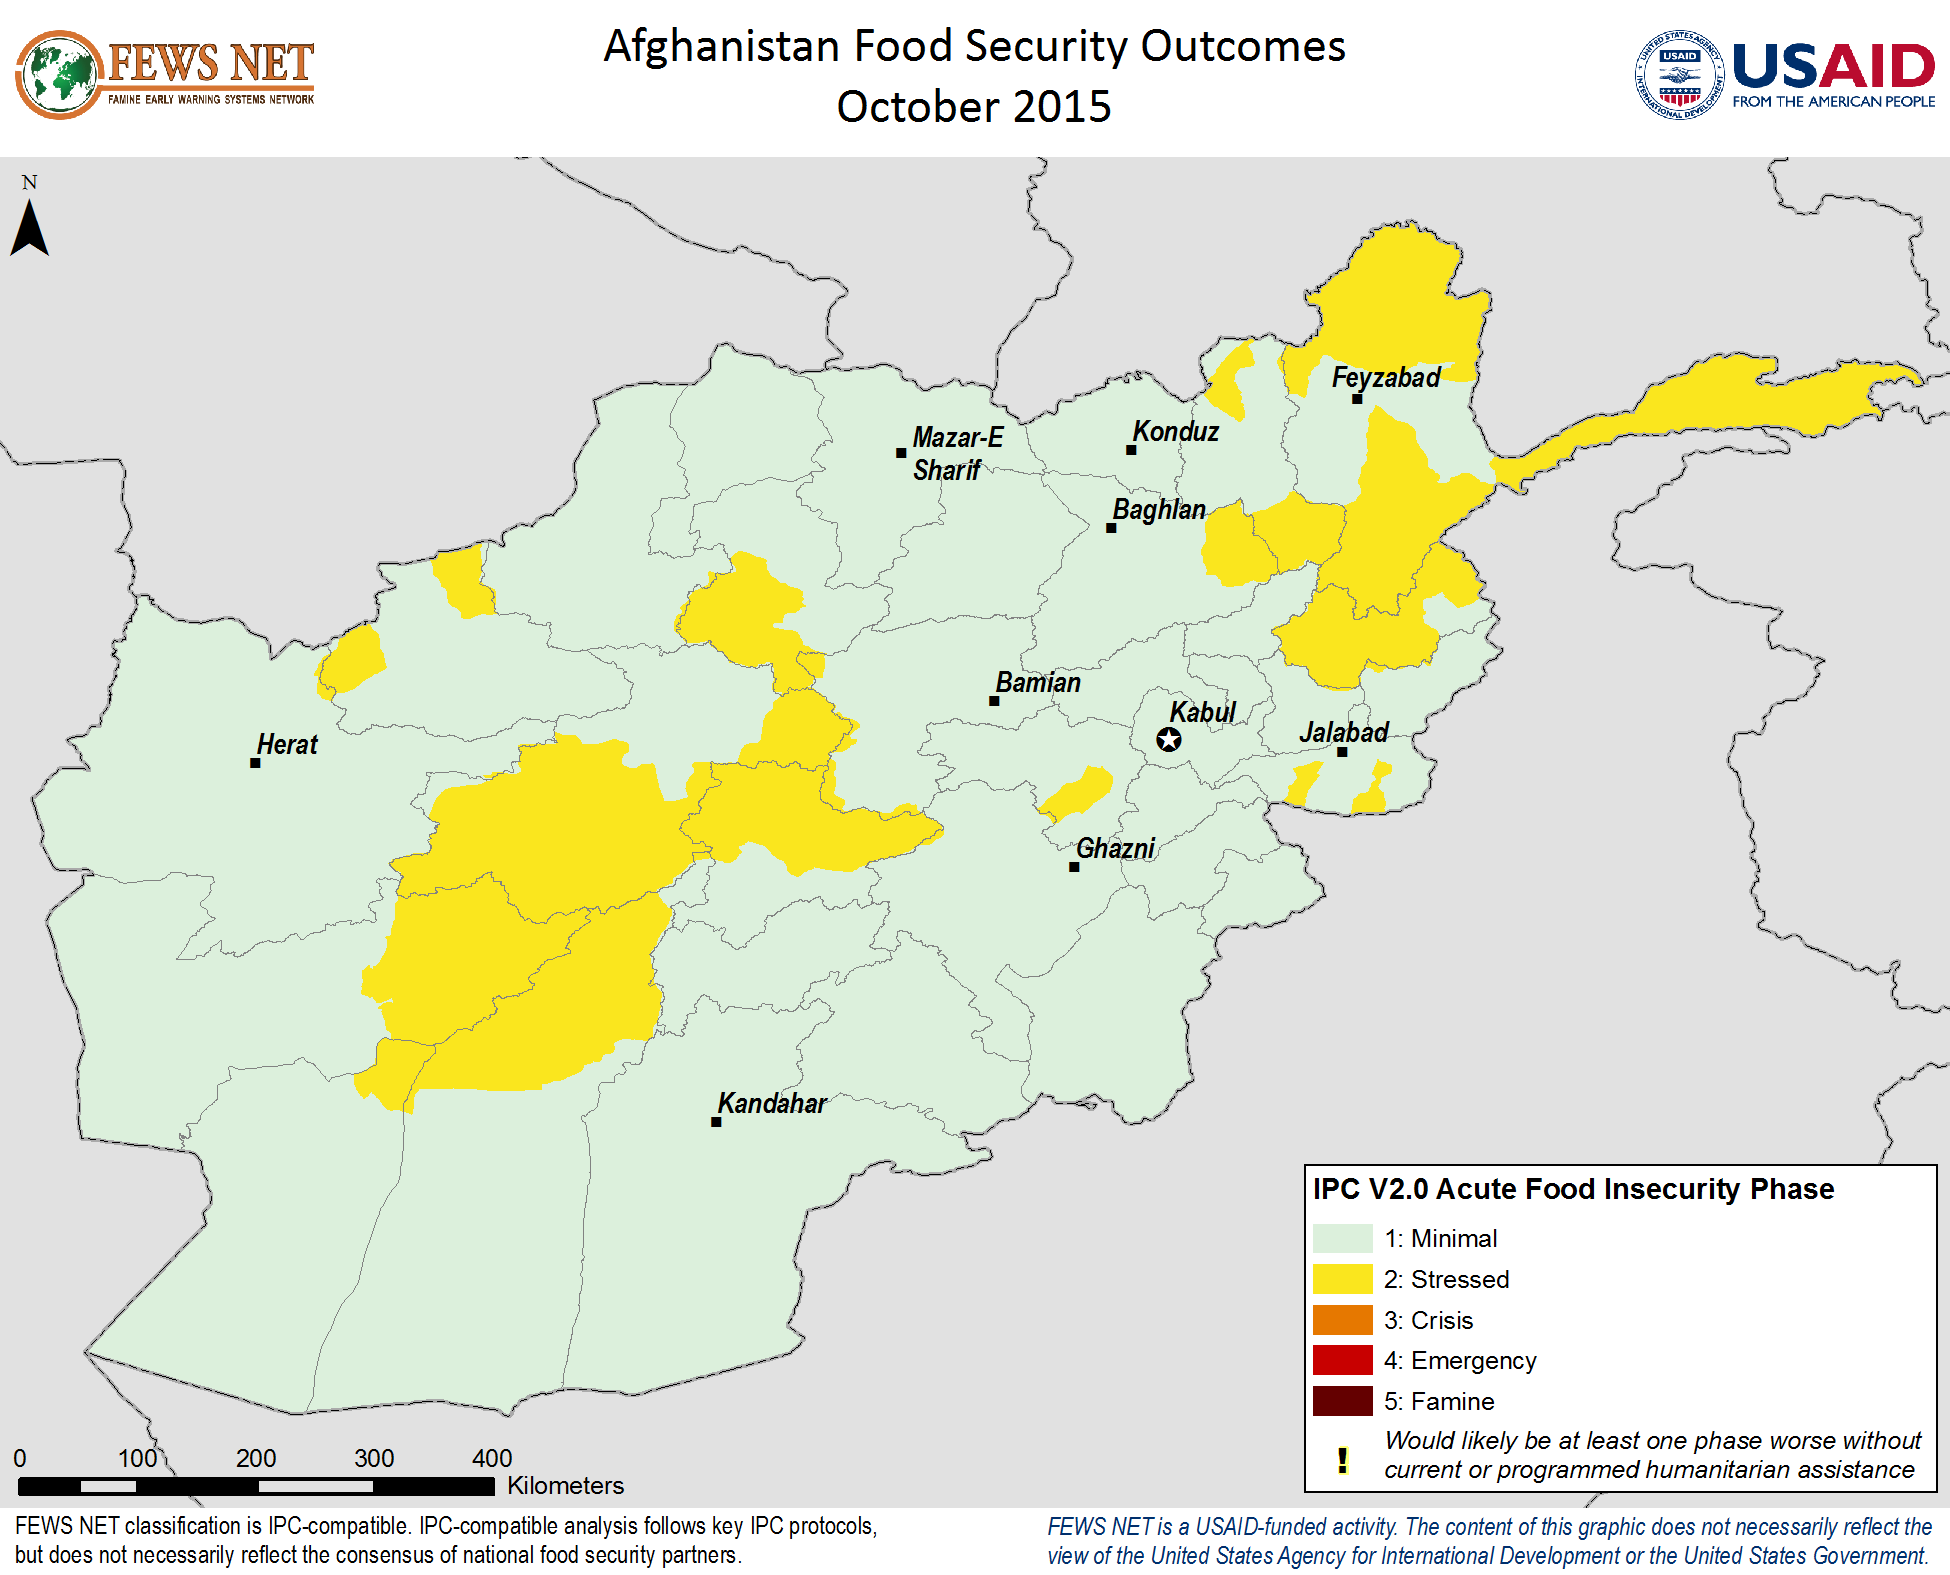 FEWS NET
FAMINE EARLY WARNING SYSTEMS NETWORK
Afghanistan Food Security Outcomes
October 2015
UNITED STATES AGENCY
USAID
INTERNATIONAL DEVELOPMENT
USAID
FROM THE AMERICAN PEOPLE
N
Feyzabad
Mazar-E
Sharif
Konduz
Baghlan
Bamian
Kabul
Jalabad
Herat
Ghazni
Kandahar
IPC V2.0 Acute Food Insecurity Phase
1: Minimal
2: Stressed
3: Crisis
4: Emergency
5: Famine
! Would likely be at least one phase worse without
current or programmed humanitarian assistance
0 100 200 300 400
Kilometers
FEWS NET classification is IPC-compatible. IPC-compatible analysis follows key IPC protocols,
but does not necessarily reflect the consensus of national food security partners.
FEWS NET is a USAID-funded activity. The content of this graphic does not necessarily reflect the
view of the United States Agency for International Development or the United States Government.